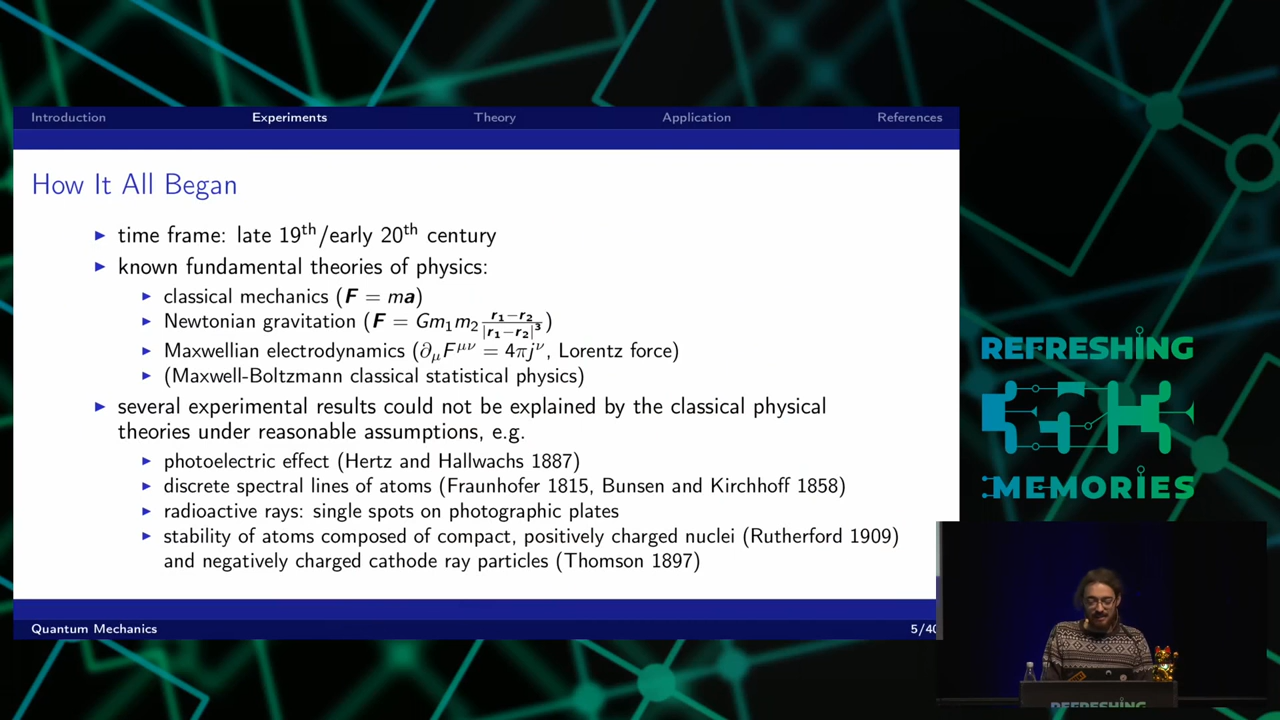 Introduction Experiments Theory Application References
How It All Began
► time frame: late 19th/early 20th century
► known fundamental theories of physics:
► classical mechanics (F = ma)
► Newtonian gravitation (F = Gm₁m₂ r₁−r₂/|r₁−r₂|³)
► Maxwellian electrodynamics (∂μF^μν = 4πj^ν, Lorentz force)
► (Maxwell-Boltzmann classical statistical physics)
► several experimental results could not be explained by the classical physical
theories under reasonable assumptions, e.g.
► photoelectric effect (Hertz and Hallwachs 1887)
► discrete spectral lines of atoms (Fraunhofer 1815, Bunsen and Kirchhoff 1858)
► radioactive rays: single spots on photographic plates
► stability of atoms composed of compact, positively charged nuclei (Rutherford 1909)
and negatively charged cathode ray particles (Thomson 1897)
Quantum Mechanics 5/40
REFRESHING
MEMORIES
REFRESHING